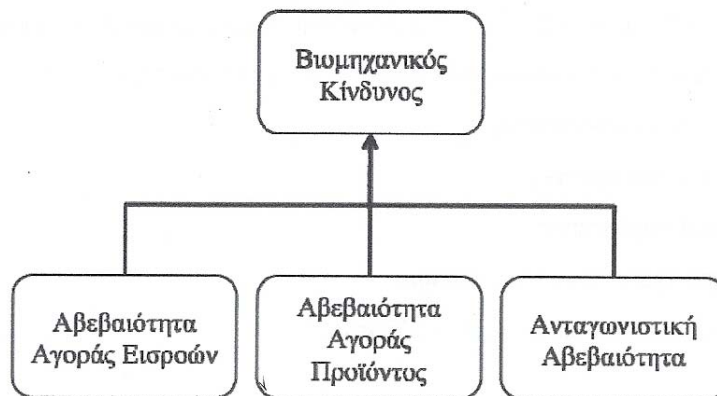 Βιομηχανικός
Κίνδυνος
Αβεβαιότητα
Αγοράς Εισροών
Αβεβαιότητα
Αγοράς
Προϊόντος
Ανταγωνιστική
Αβεβαιότητα